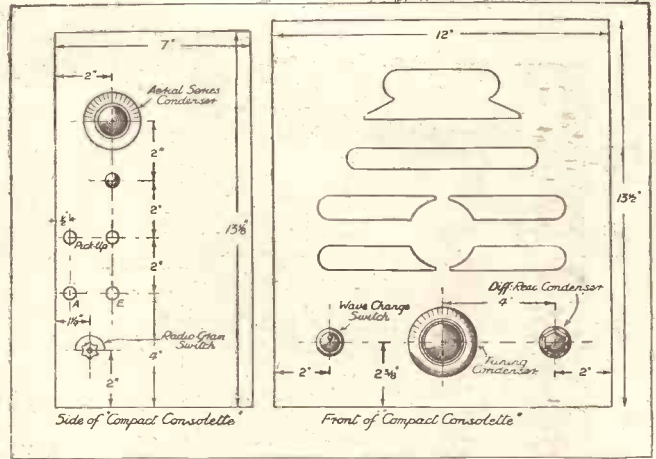 7"
2"
Aerial Series
Condenser
2"
2"
Pick-Up
2"
A
E
Radio Gram
Switch
4"
2"
13½"
Side of "Compact Consolette"
12"
13½"
Diff: Reac Condenser
4"
Wave Change
Switch
2"
2⅝"
Tuning
Condenser
2"
Front of "Compact Consolette"